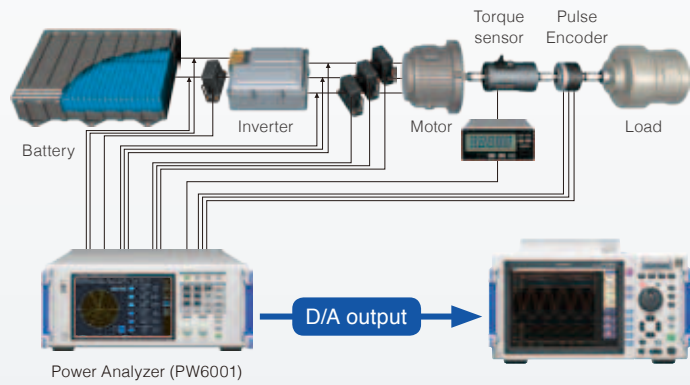 Torque
sensor
Pulse
Encoder
Battery
Inverter
Motor
Load
D/A output
Power Analyzer (PW6001)